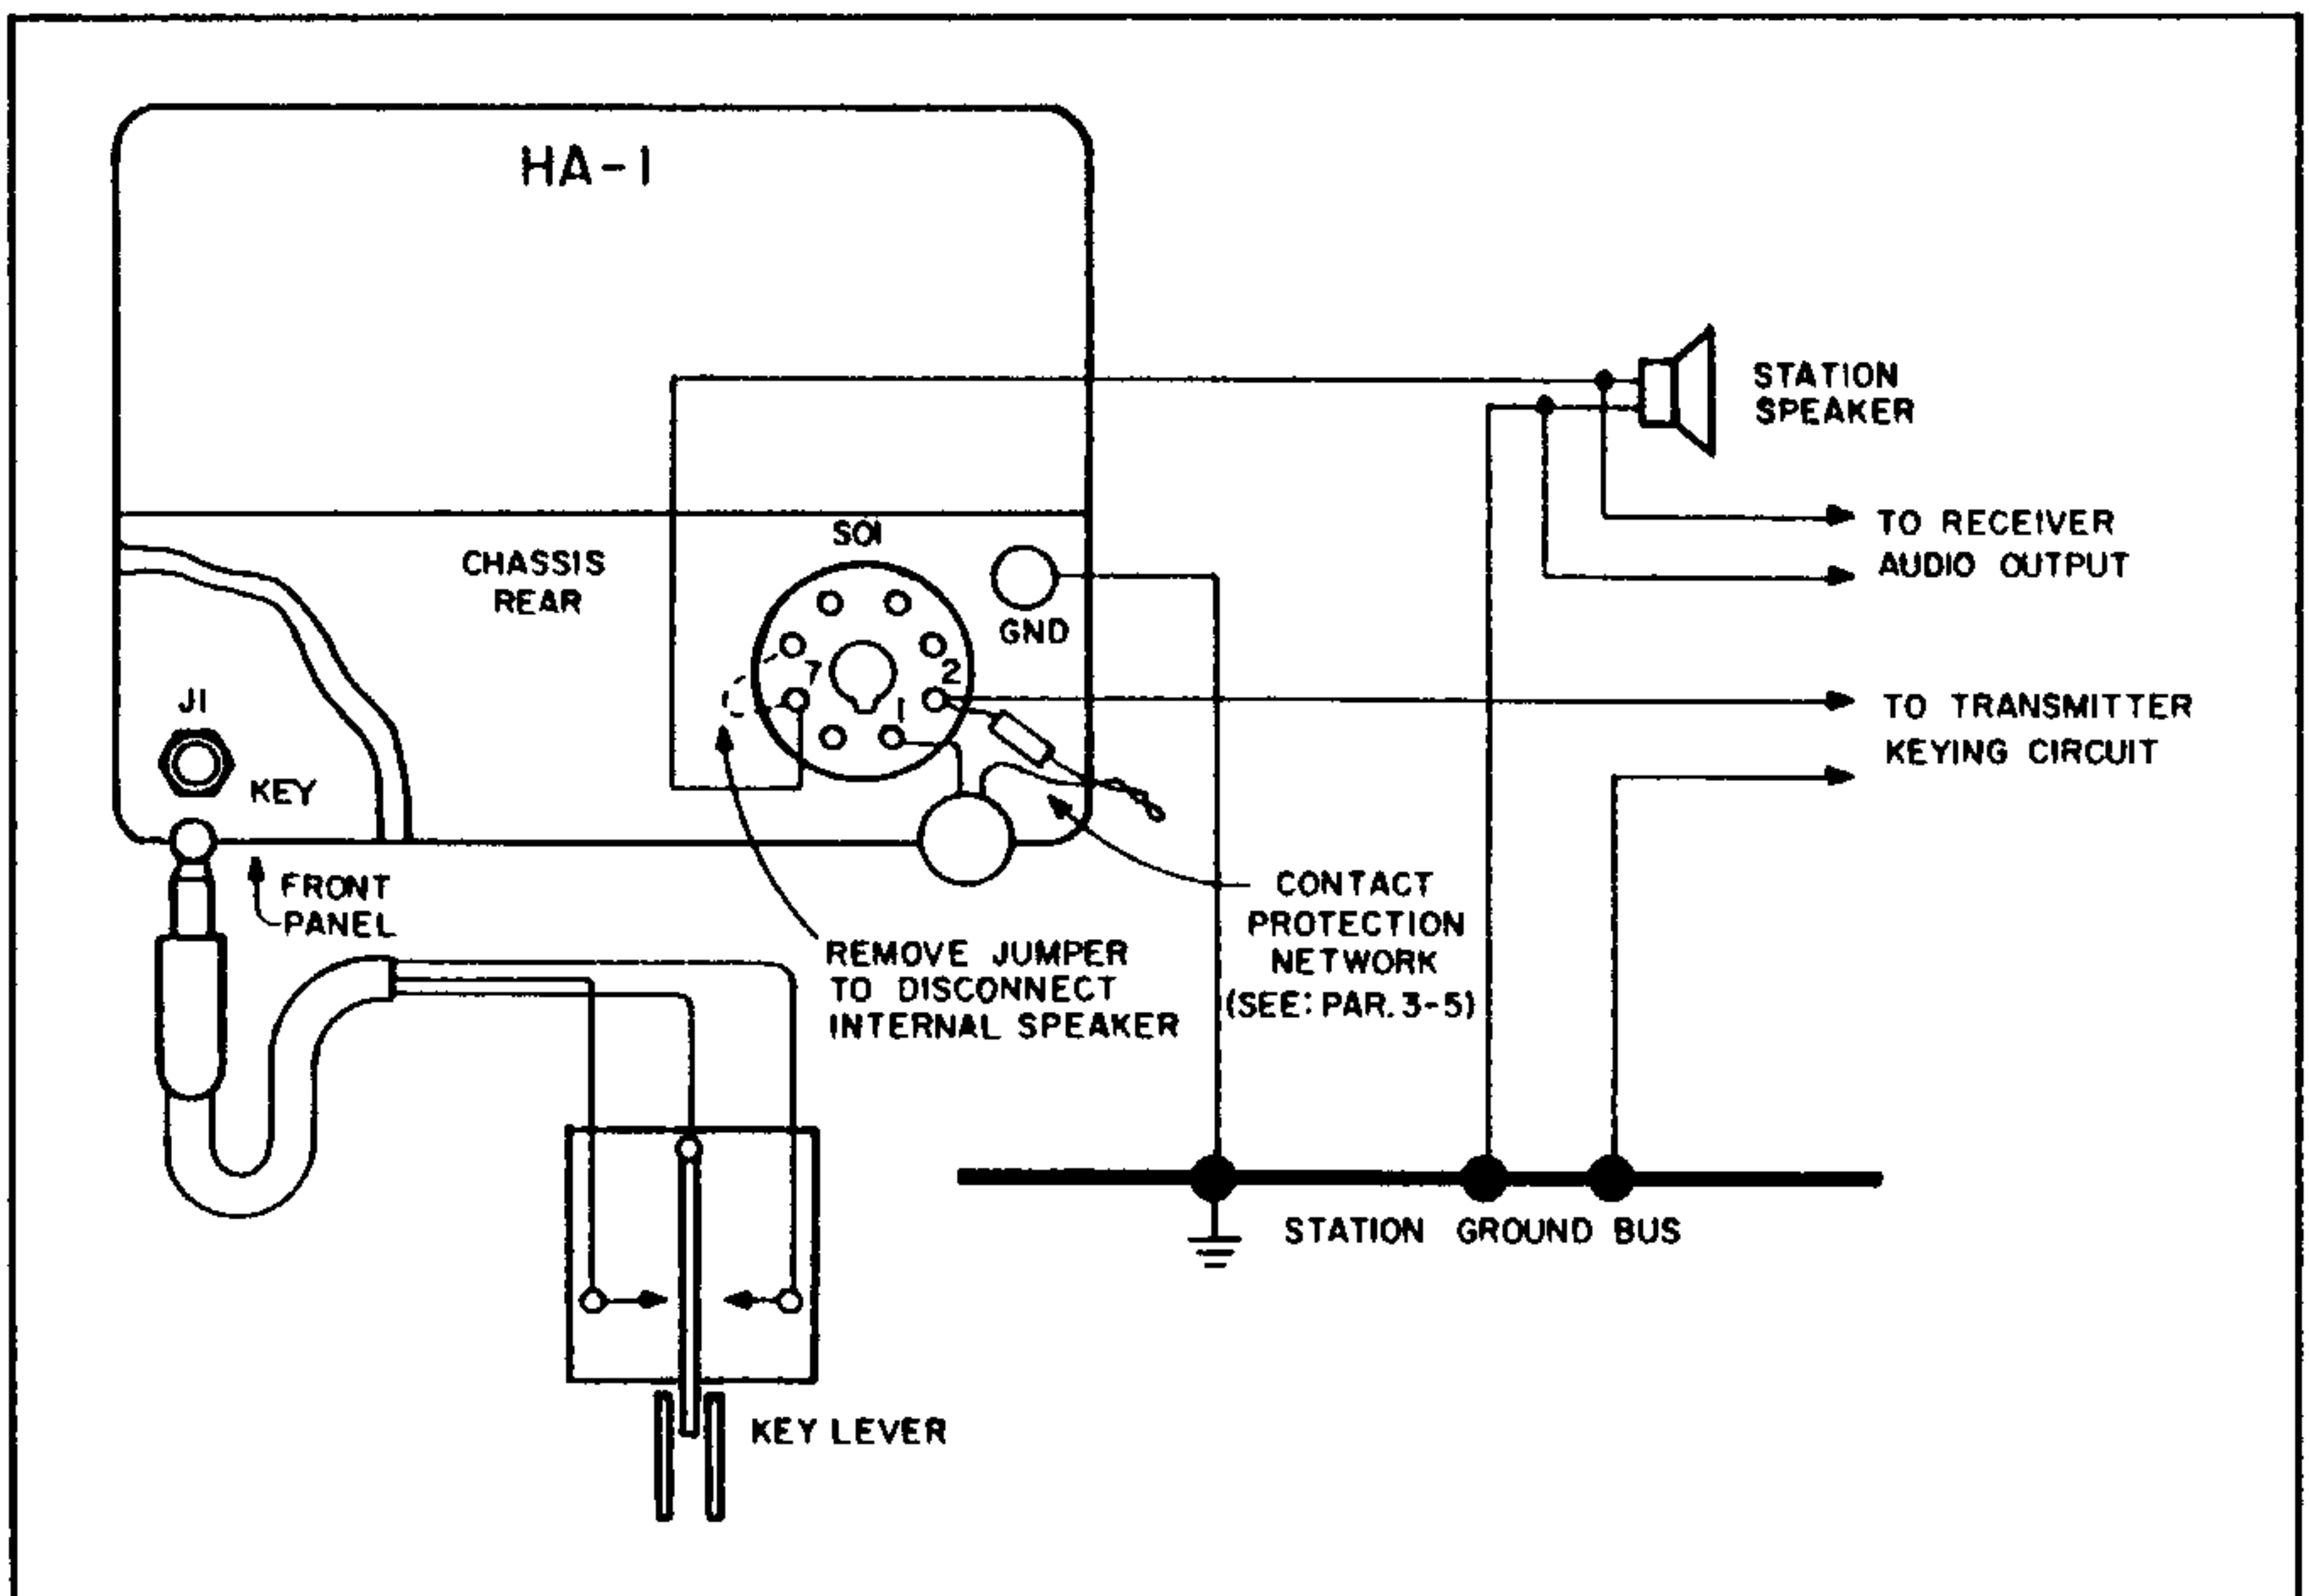 HA-1
STATION
SPEAKER
TO RECEIVER
AUDIO OUTPUT
SO1
CHASSIS
REAR
GND
7
2
1
J1
KEY
TO TRANSMITTER
KEYING CIRCUIT
FRONT
PANEL
CONTACT
PROTECTION
NETWORK
(SEE: PAR. 3-5)
REMOVE JUMPER
TO DISCONNECT
INTERNAL SPEAKER
STATION GROUND BUS
KEY LEVER